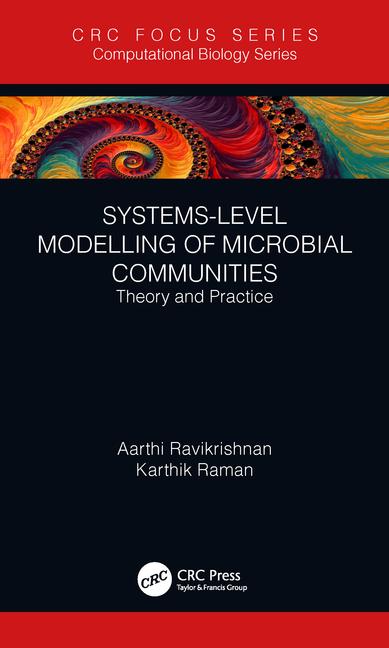 CRC FOCUS SERIES
Computational Biology Series
SYSTEMS-LEVEL
MODELLING OF MICROBIAL
COMMUNITIES
Theory and Practice
Aarthi Ravikrishnan
Karthik Raman
CRC
CRC Press
Taylor & Francis Group